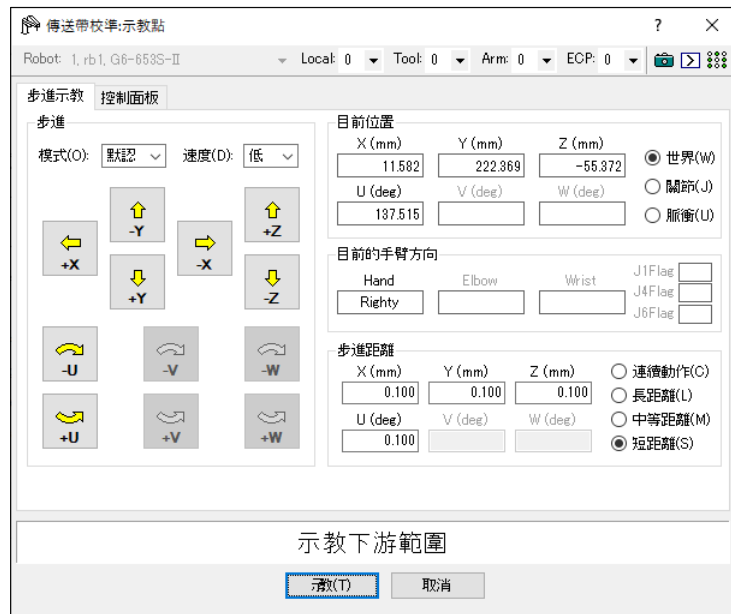 傳送帶校準:示教點
Robot: 1, rb1, G6-653S-II Local: 0 Tool: 0 Arm: 0 ECP: 0
步進示教 控制面板
步進
模式(O): 默認 速度(D): 低
-Y
+Z
+X
-X
+Y
-Z
-U -V -W
+U +V +W
目前位置
X (mm) Y (mm) Z (mm)
11.582 222.369 -55.372
U (deg) V (deg) W (deg)
137.515
世界(W)
關節(J)
脈衝(U)
目前的手臂方向
Hand Elbow Wrist
Righty
J1Flag
J4Flag
J6Flag
步進距離
X (mm) Y (mm) Z (mm)
0.100 0.100 0.100
U (deg) V (deg) W (deg)
0.100
連續動作(C)
長距離(L)
中等距離(M)
短距離(S)
示教下游範圍
示教(T) 取消